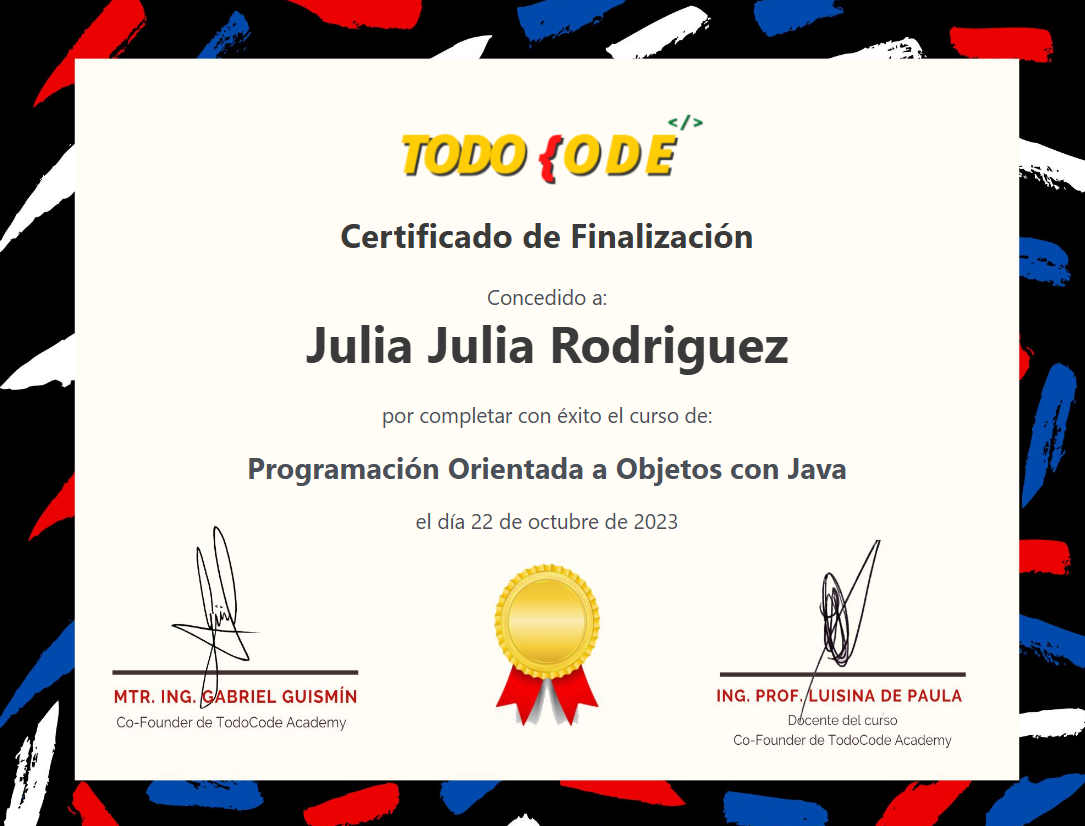 </>
TODO {ODE
Certificado de Finalización
Concedido a:
Julia Julia Rodriguez
por completar con éxito el curso de:
Programación Orientada a Objetos con Java
el día 22 de octubre de 2023
MTR. ING. GABRIEL GUISMÍN
Co-Founder de TodoCode Academy
ING. PROF. LUISINA DE PAULA
Docente del curso
Co-Founder de TodoCode Academy